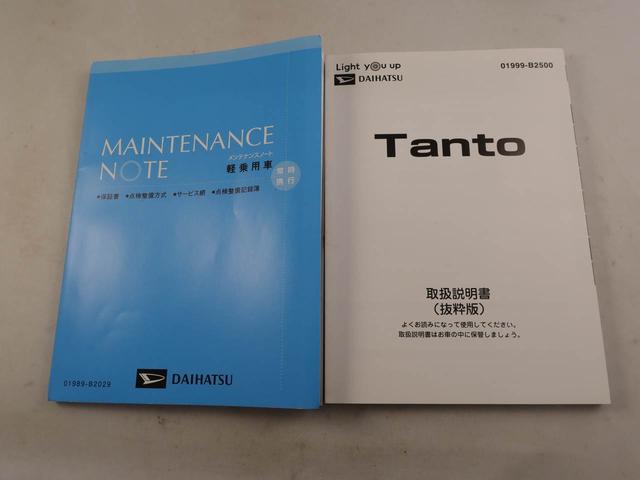 MAINTENANCE
NOTE
メンテナンスノート
軽乗用車
常時
携行
●保証書 ●点検整備方式 ●サービス網 ●点検整備記録簿
01989-B2029
DAIHATSU
Light you up
DAIHATSU
01999-B2500
Tanto
取扱説明書
（抜粋版）
よくお読みになって使用してください。
取扱説明書はお車の中に保管しましょう。